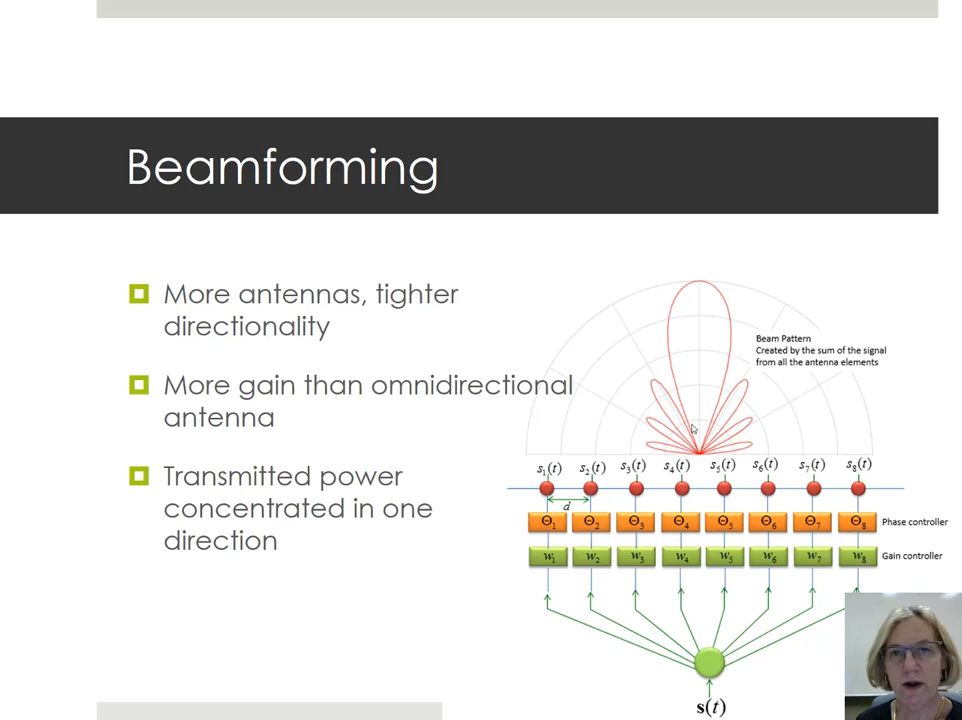 Beamforming
More antennas, tighter
directionality
More gain than omnidirectional
antenna
Transmitted power
concentrated in one
direction
Beam Pattern
Created by the sum of the signal
from all the antenna elements
s₁(t) s₂(t) s₃(t) s₄(t) s₅(t) s₆(t) s₇(t) s₈(t)
d
Θ₁ Θ₂ Θ₃ Θ₄ Θ₅ Θ₆ Θ₇ Θ₈ Phase controller
w₁ w₂ w₃ w₄ w₅ w₆ w₇ w₈ Gain controller
s(t)